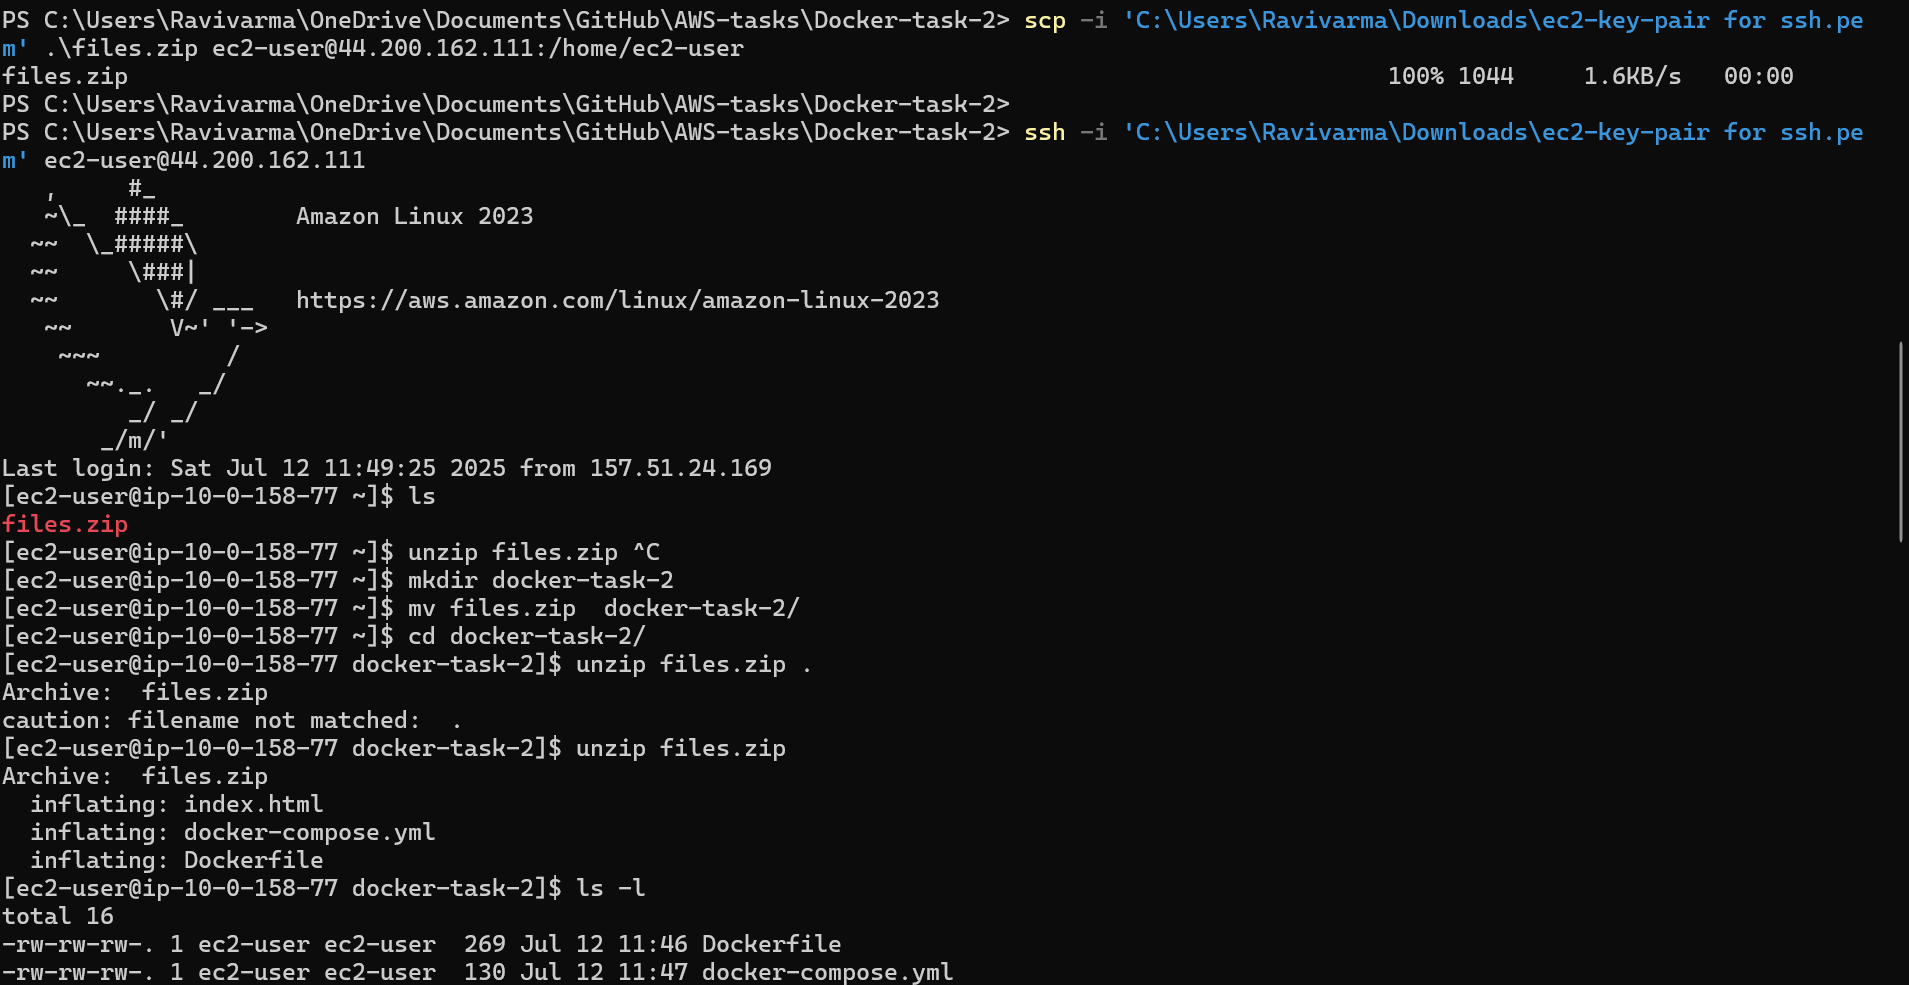 PS C:\Users\Ravivarma\OneDrive\Documents\GitHub\AWS-tasks\Docker-task-2> scp -i 'C:\Users\Ravivarma\Downloads\ec2-key-pair for ssh.pe
m' .\files.zip ec2-user@44.200.162.111:/home/ec2-user
files.zip                                                                                          100% 1044     1.6KB/s   00:00
PS C:\Users\Ravivarma\OneDrive\Documents\GitHub\AWS-tasks\Docker-task-2>
PS C:\Users\Ravivarma\OneDrive\Documents\GitHub\AWS-tasks\Docker-task-2> ssh -i 'C:\Users\Ravivarma\Downloads\ec2-key-pair for ssh.pe
m' ec2-user@44.200.162.111
   ,     #_
   ~\_  ####_        Amazon Linux 2023
  ~~  \_#####\
  ~~     \###|
  ~~       \#/ ___   https://aws.amazon.com/linux/amazon-linux-2023
   ~~       V~' '->
    ~~~         /
      ~~._.   _/
         _/ _/
       _/m/'
Last login: Sat Jul 12 11:49:25 2025 from 157.51.24.169
[ec2-user@ip-10-0-158-77 ~]$ ls
files.zip
[ec2-user@ip-10-0-158-77 ~]$ unzip files.zip ^C
[ec2-user@ip-10-0-158-77 ~]$ mkdir docker-task-2
[ec2-user@ip-10-0-158-77 ~]$ mv files.zip  docker-task-2/
[ec2-user@ip-10-0-158-77 ~]$ cd docker-task-2/
[ec2-user@ip-10-0-158-77 docker-task-2]$ unzip files.zip .
Archive:  files.zip
caution: filename not matched:  .
[ec2-user@ip-10-0-158-77 docker-task-2]$ unzip files.zip
Archive:  files.zip
  inflating: index.html
  inflating: docker-compose.yml
  inflating: Dockerfile
[ec2-user@ip-10-0-158-77 docker-task-2]$ ls -l
total 16
-rw-rw-rw-. 1 ec2-user ec2-user  269 Jul 12 11:46 Dockerfile
-rw-rw-rw-. 1 ec2-user ec2-user  130 Jul 12 11:47 docker-compose.yml